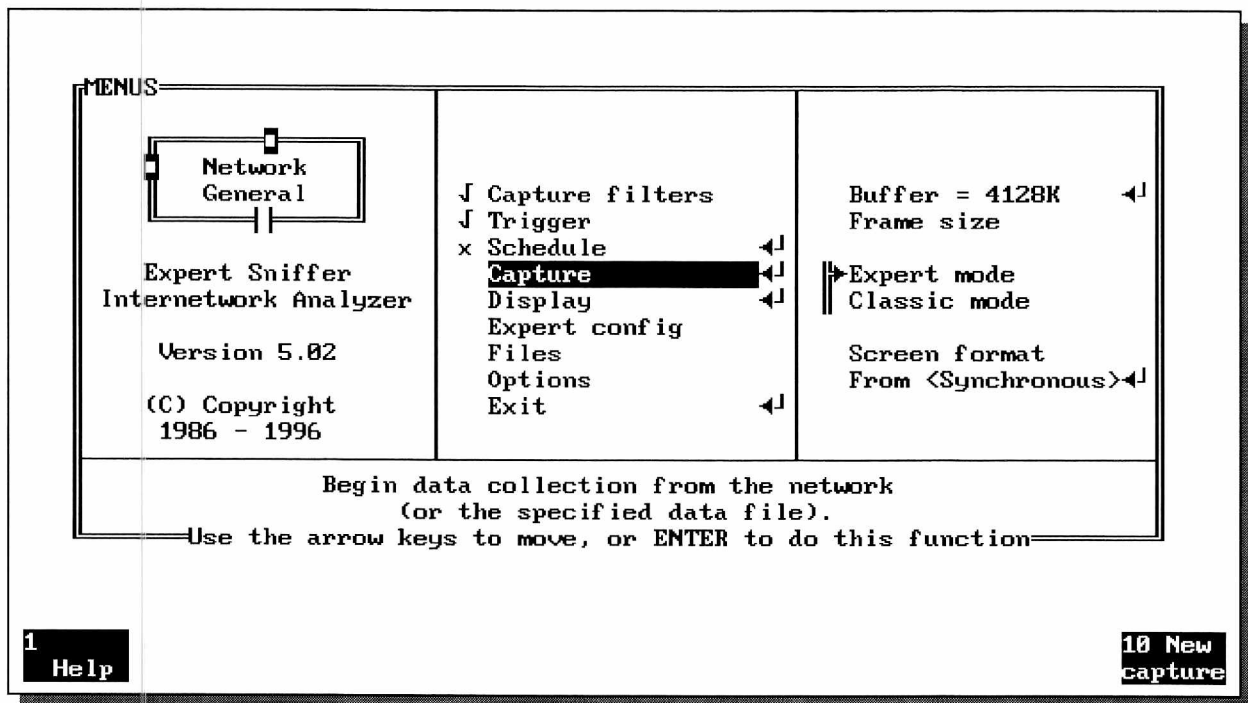 MENUS
Network
General
Expert Sniffer
Internetwork Analyzer
Version 5.02
(C) Copyright
1986 - 1996
√ Capture filters
√ Trigger
x Schedule ◄┘
Capture ◄┘
Display ◄┘
Expert config
Files
Options
Exit ◄┘
Buffer = 4128K ◄┘
Frame size
Expert mode
Classic mode
Screen format
From <Synchronous>◄┘
Begin data collection from the network
(or the specified data file).
Use the arrow keys to move, or ENTER to do this function
1
Help
10 New
capture